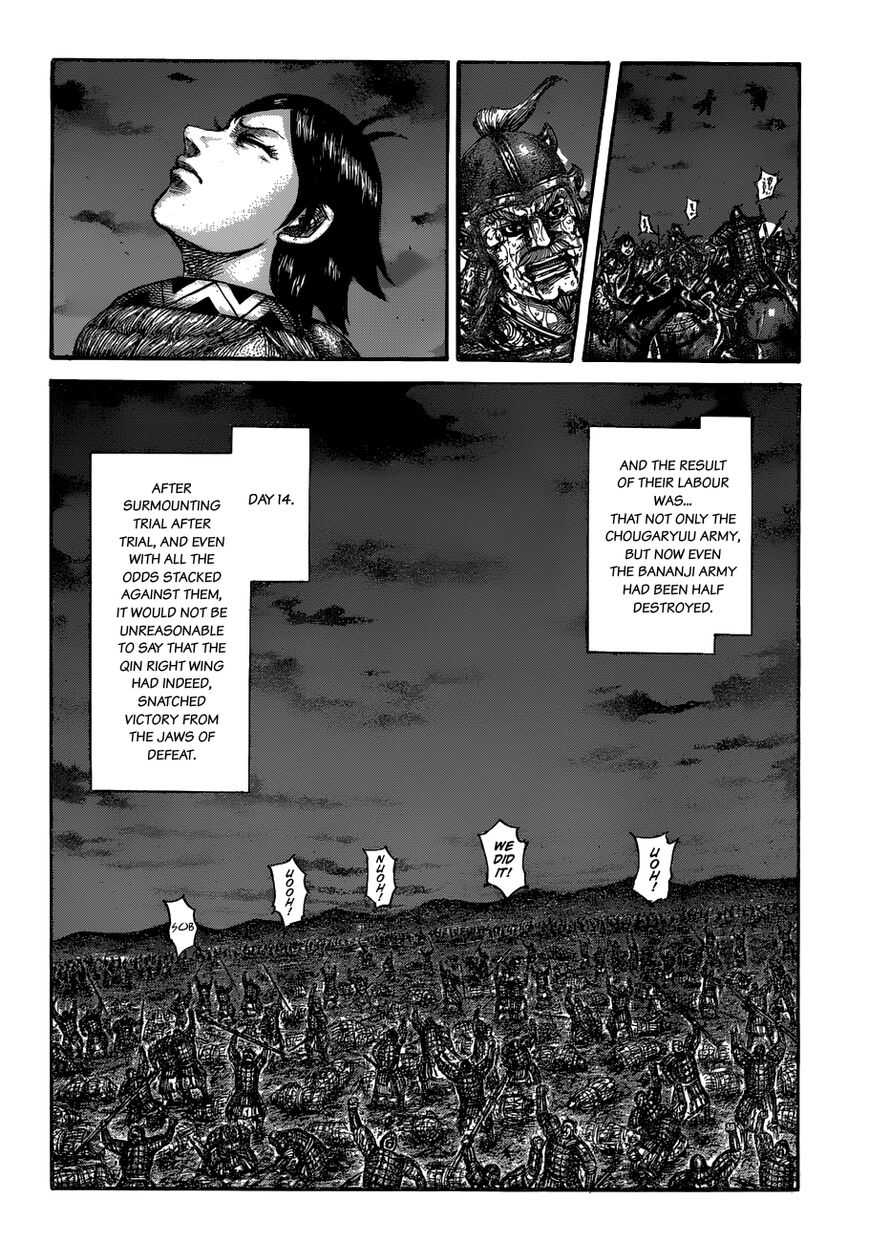 !!
!
!
AND THE RESULT
OF THEIR LABOUR
WAS...
THAT NOT ONLY THE
CHOUGARYUU ARMY,
BUT NOW EVEN
THE BANANJI ARMY
HAD BEEN HALF
DESTROYED.
DAY 14.
AFTER
SURMOUNTING
TRIAL AFTER
TRIAL, AND EVEN
WITH ALL THE
ODDS STACKED
AGAINST THEM,
IT WOULD NOT BE
UNREASONABLE
TO SAY THAT THE
QIN RIGHT WING
HAD INDEED,
SNATCHED
VICTORY FROM
THE JAWS OF
DEFEAT.
UOH!
WE
DID
IT!
NUOH!
UOOH!
SOB